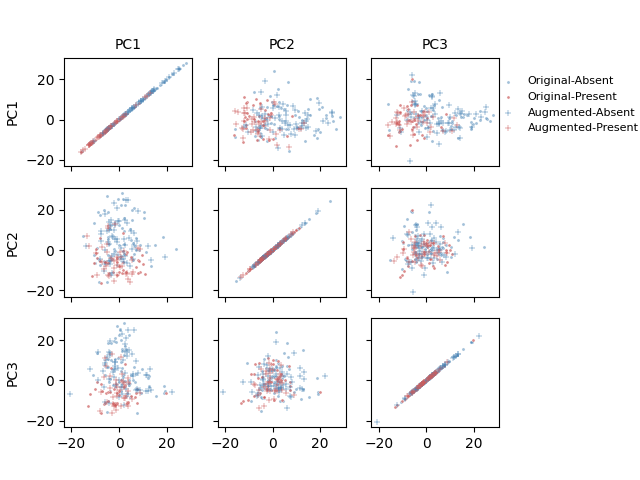 PC1 PC2 PC3
PC1
20
0
−20
Original-Absent
Original-Present
Augmented-Absent
Augmented-Present
PC2
20
0
−20
PC3
20
0
−20
−20 0 20 −20 0 20 −20 0 20